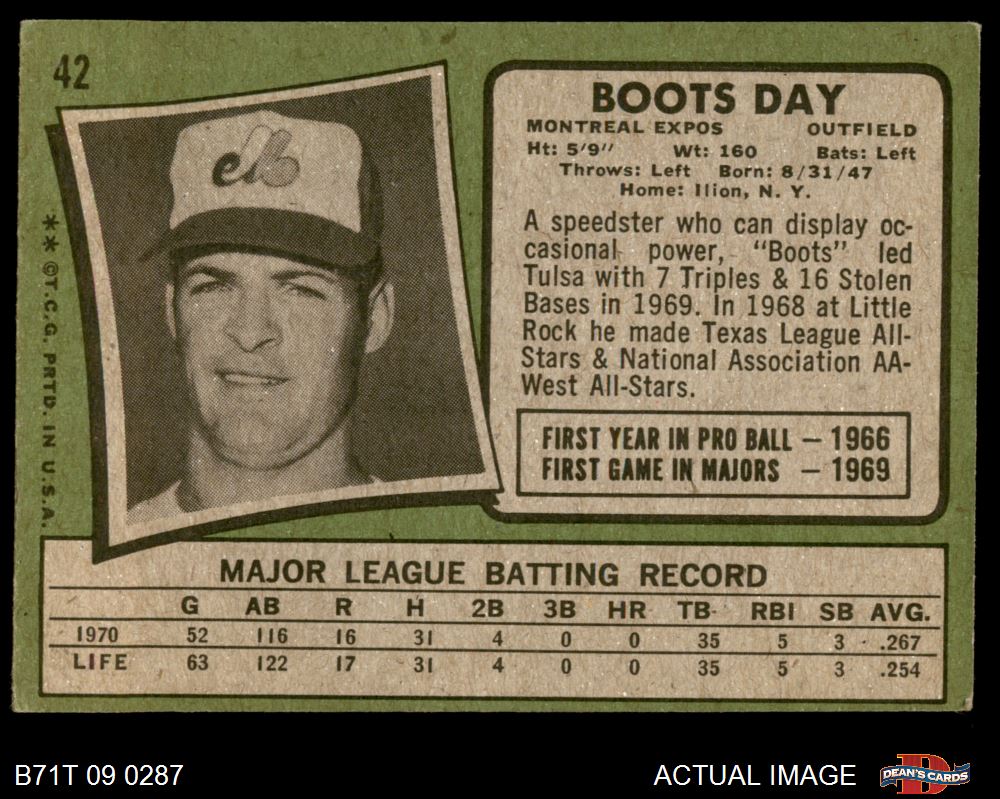 42
BOOTS DAY
MONTREAL EXPOS OUTFIELD
Ht: 5'9" Wt: 160 Bats: Left
Throws: Left Born: 8/31/47
Home: Ilion, N. Y.
A speedster who can display oc-
casional power, "Boots" led
Tulsa with 7 Triples & 16 Stolen
Bases in 1969. In 1968 at Little
Rock he made Texas League All-
Stars & National Association AA-
West All-Stars.
FIRST YEAR IN PRO BALL – 1966
FIRST GAME IN MAJORS – 1969
** ©T.C.G. PRTD. IN U.S.A.
MAJOR LEAGUE BATTING RECORD
G AB R H 2B 3B HR TB RBI SB AVG.
1970 52 116 16 31 4 0 0 35 5 3 .267
LIFE 63 122 17 31 4 0 0 35 5 3 .254
B71T 09 0287 ACTUAL IMAGE DEAN'S CARDS